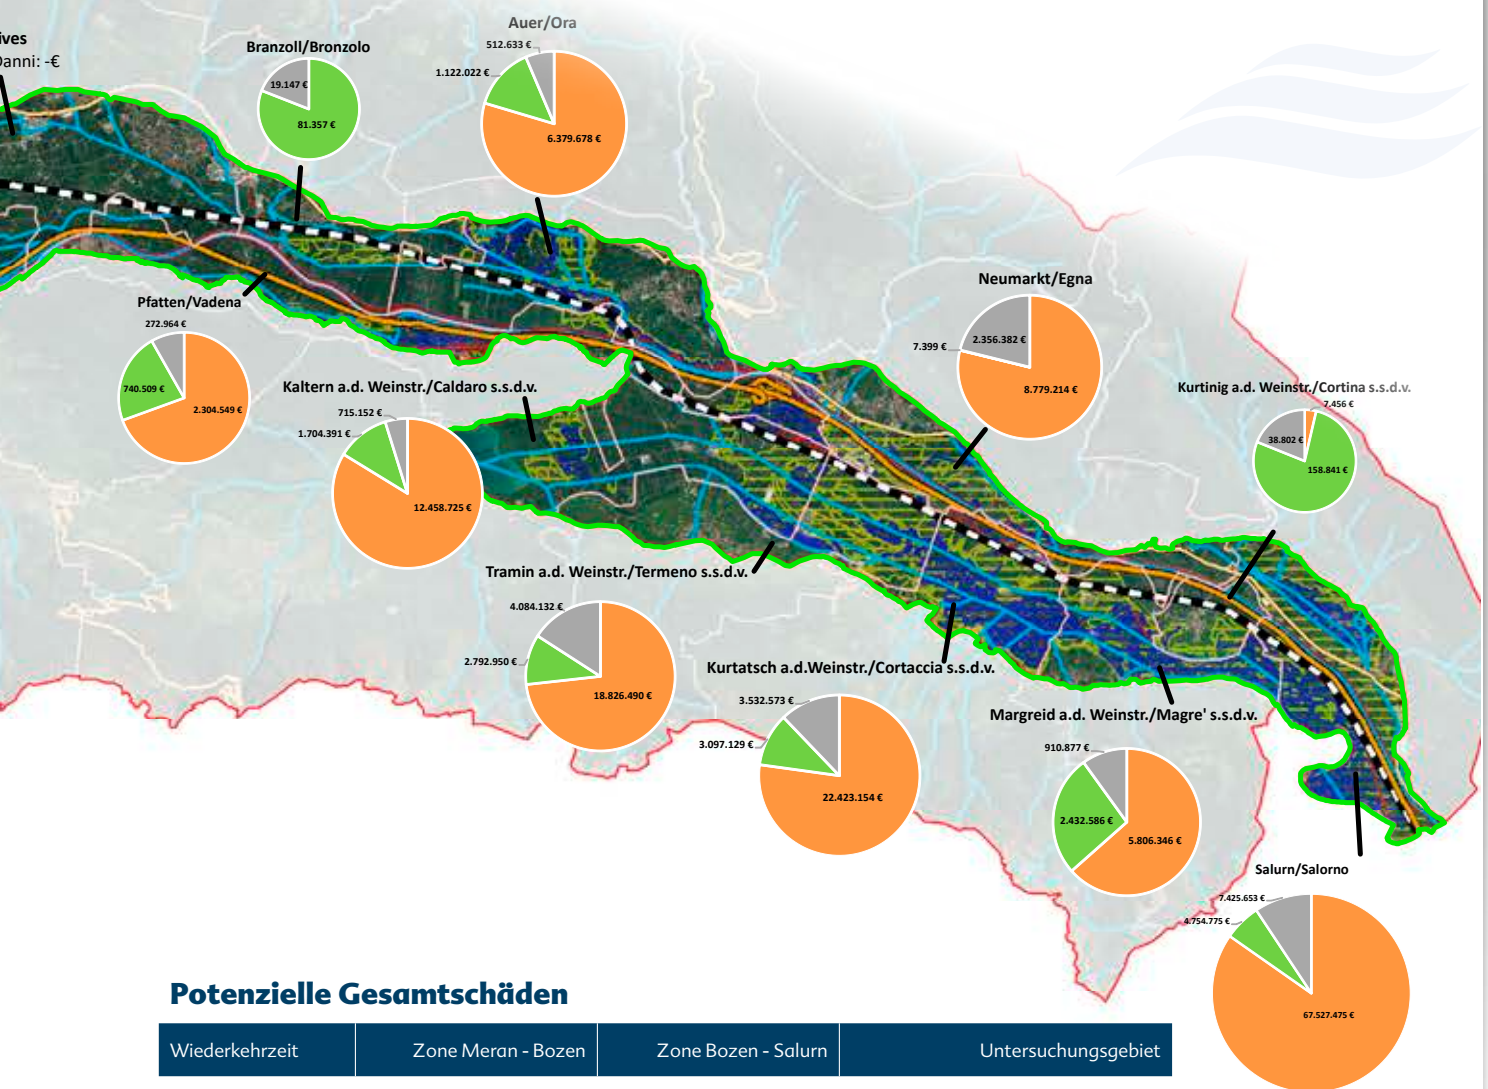 ives
Danni: -€
Branzoll/Bronzolo
19.147 €
81.357 €
Auer/Ora
512.633 €
1.122.022 €
6.379.678 €
Pfatten/Vadena
272.964 €
740.509 €
2.304.549 €
Kaltern a.d. Weinstr./Caldaro s.s.d.v.
715.152 €
1.704.391 €
12.458.725 €
Neumarkt/Egna
7.399 €
2.356.382 €
8.779.214 €
Kurtinig a.d. Weinstr./Cortina s.s.d.v.
7.456 €
38.802 €
158.841 €
Tramin a.d. Weinstr./Termeno s.s.d.v.
4.084.132 €
2.792.950 €
18.826.490 €
Kurtatsch a.d.Weinstr./Cortaccia s.s.d.v.
3.532.573 €
3.097.129 €
22.423.154 €
Margreid a.d. Weinstr./Magre' s.s.d.v.
910.877 €
2.432.586 €
5.806.346 €
Salurn/Salorno
7.425.653 €
4.754.775 €
67.527.475 €
Potenzielle Gesamtschäden
Wiederkehrzeit Zone Meran - Bozen Zone Bozen - Salurn Untersuchungsgebiet